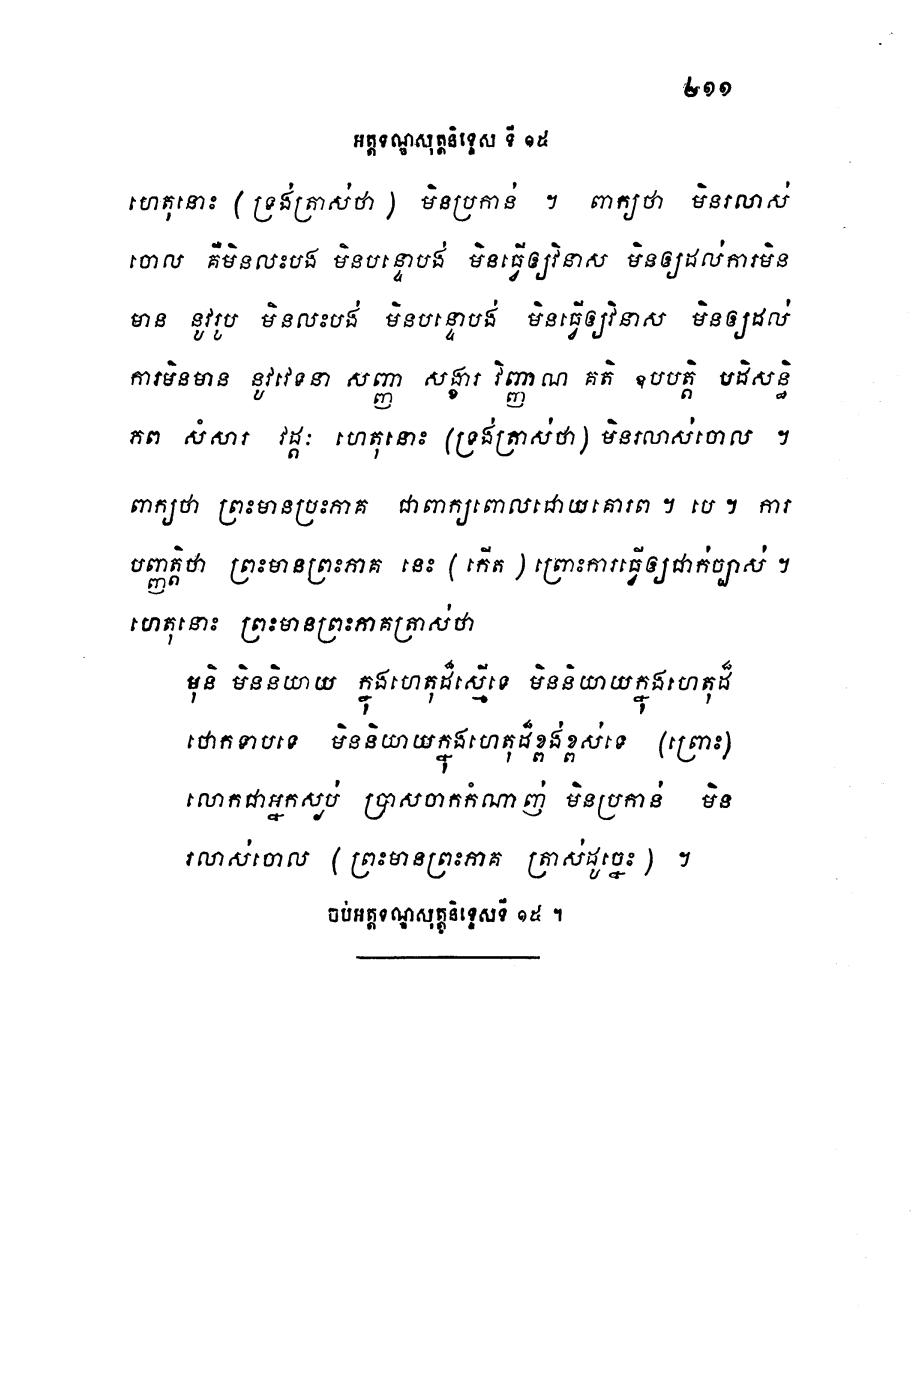 ២១១
អត្តទណ្ឌសុត្តនិទ្ទេស ទី ១៥
ហេតុនោះ (ទ្រង់ត្រាស់ថា) មិនប្រកាន់ ។ ពាក្យថា មិនរលាស់
ចោល គឺមិនលះបង់ មិនបន្ទោបង់ មិនធ្វើឲ្យវិនាស មិនឲ្យដល់ការមិន
មាន នូវរូប មិនលះបង់ មិនបន្ទោបង់ មិនធ្វើឲ្យវិនាស មិនឲ្យដល់
ការមិនមាន នូវវេទនា សញ្ញា សង្ខារ វិញ្ញាណ គតិ ឧបបត្តិ បដិសន្ធិ
ភព សំសារ វដ្តៈ ហេតុនោះ (ទ្រង់ត្រាស់ថា) មិនរលាស់ចោល ។
ពាក្យថា ព្រះមានប្រះភាគ ជាពាក្យពោលដោយគោរព ។ បេ ។ ការ
បញ្ញត្តិថា ព្រះមានព្រះភាគ នេះ (កើត) ព្រោះការធ្វើឲ្យជាក់ច្បាស់ ។
ហេតុនោះ ព្រះមានព្រះភាគត្រាស់ថា
មុនិ មិននិយាយ ក្នុងហេតុដ៏ស្មើទេ មិននិយាយក្នុងហេតុដ៏
ថោកទាបទេ មិននិយាយក្នុងហេតុដ៏ខ្ពង់ខ្ពស់ទេ (ព្រោះ)
លោកជាអ្នកស្ងប់ ប្រាសចាកកំណាញ់ មិនប្រកាន់ មិន
រលាស់ចោល (ព្រះមានព្រះភាគ ត្រាស់ដូច្នេះ) ។
ចប់អត្តទណ្ឌសុត្តនិទ្ទេសទី ១៥ ។